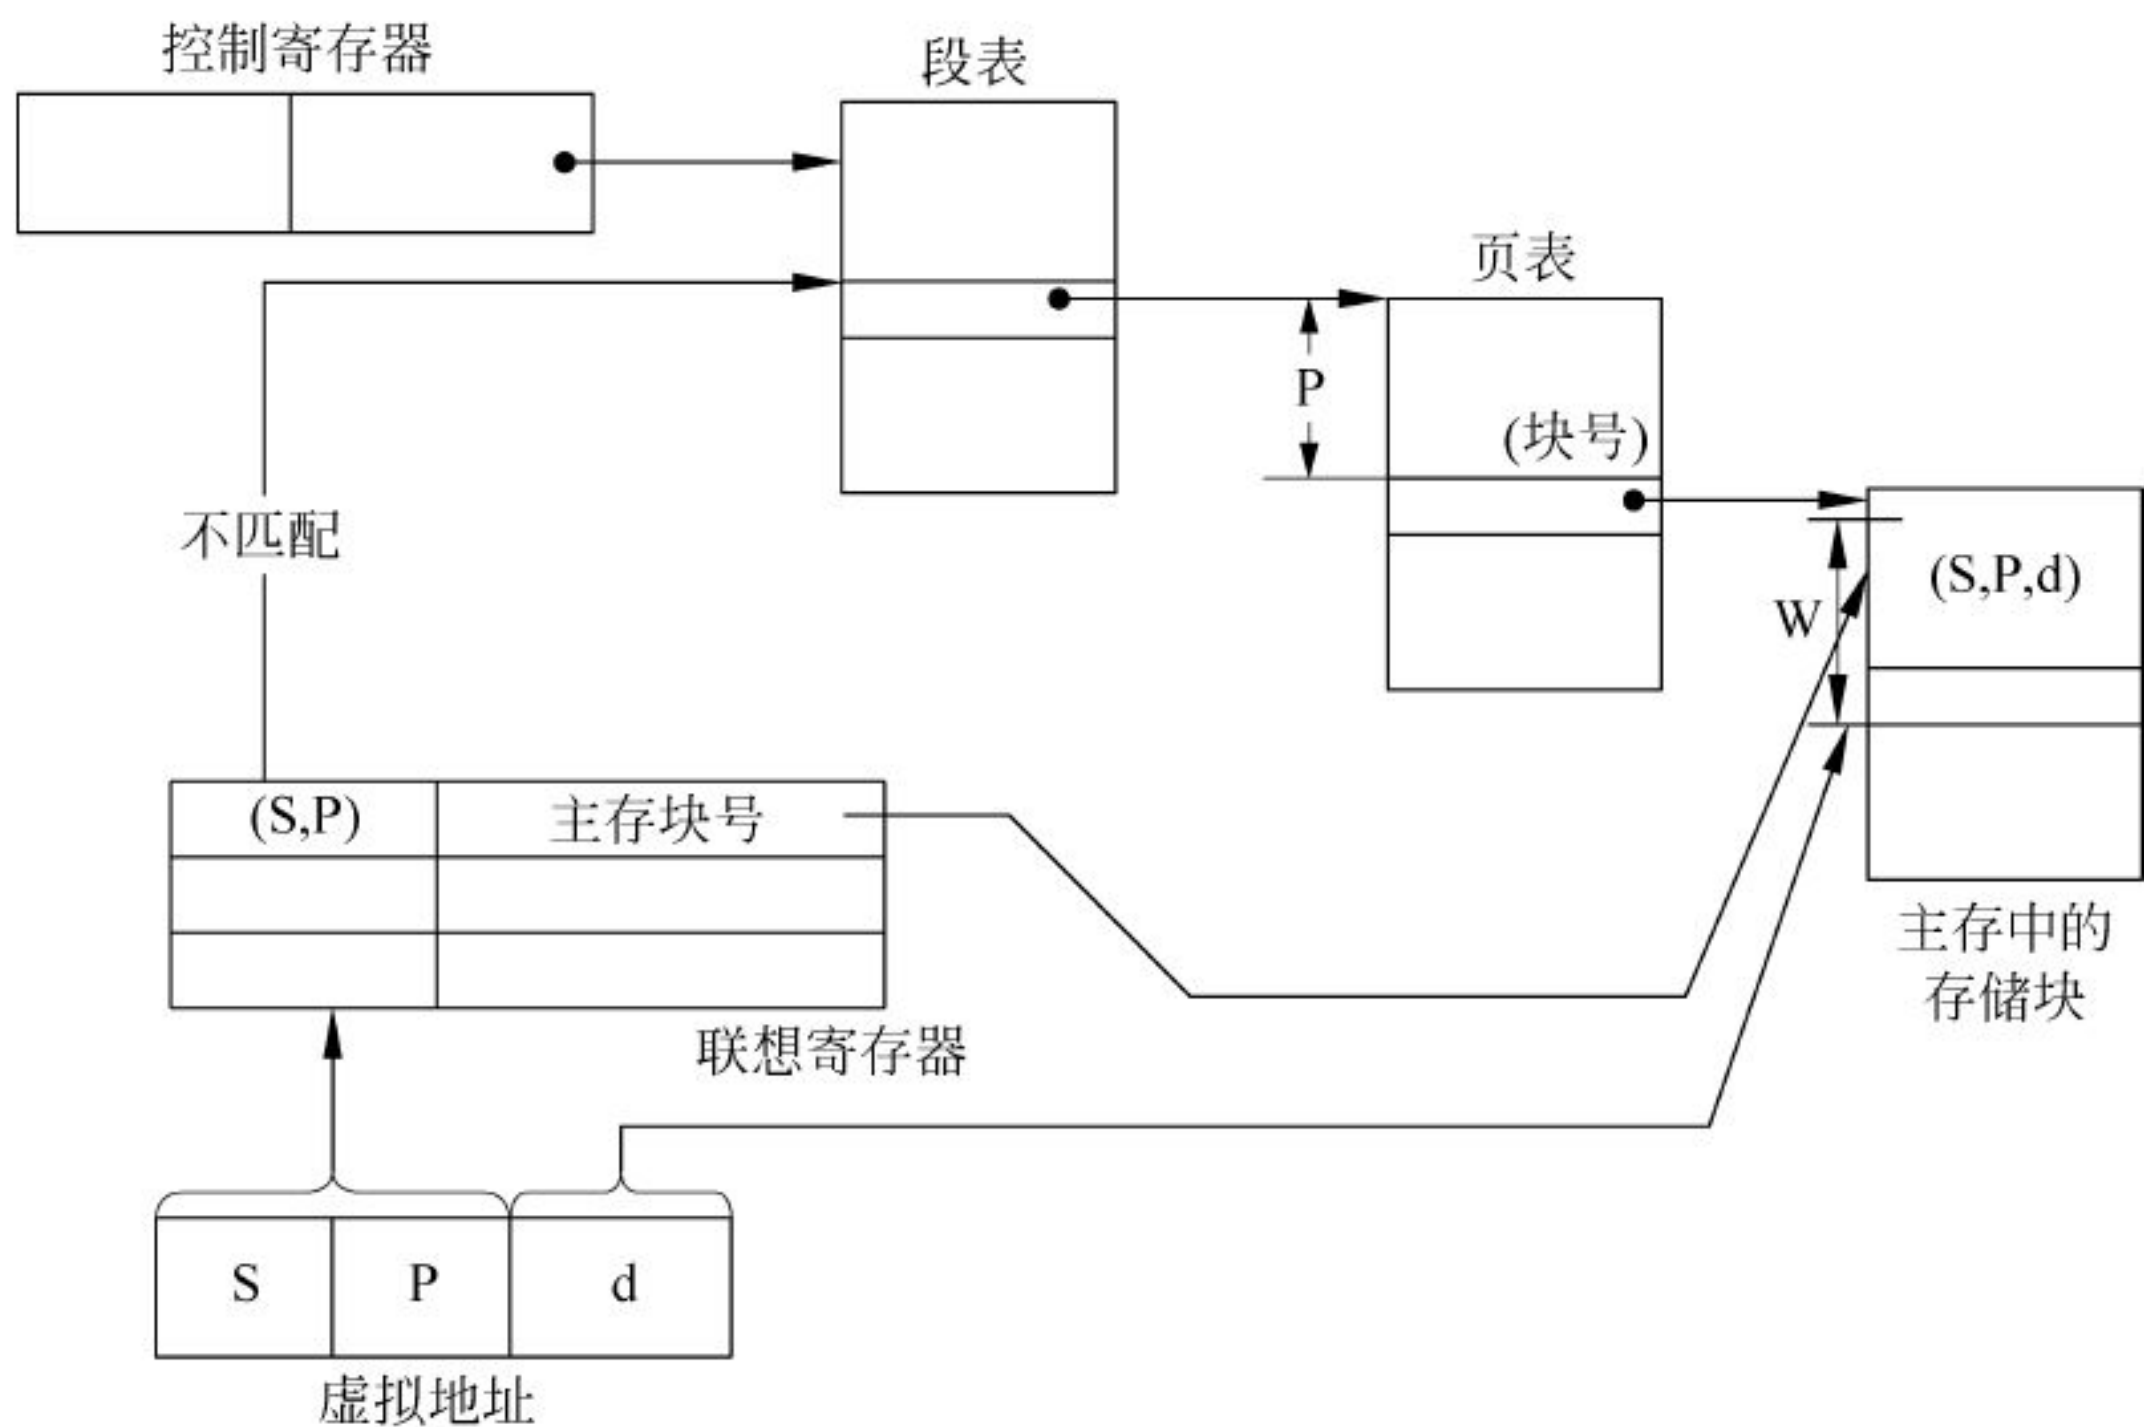 控制寄存器
段表
页表
P
(块号)
不匹配
(S,P,d)
W
(S,P)
主存块号
主存中的
存储块
联想寄存器
S
P
d
虚拟地址